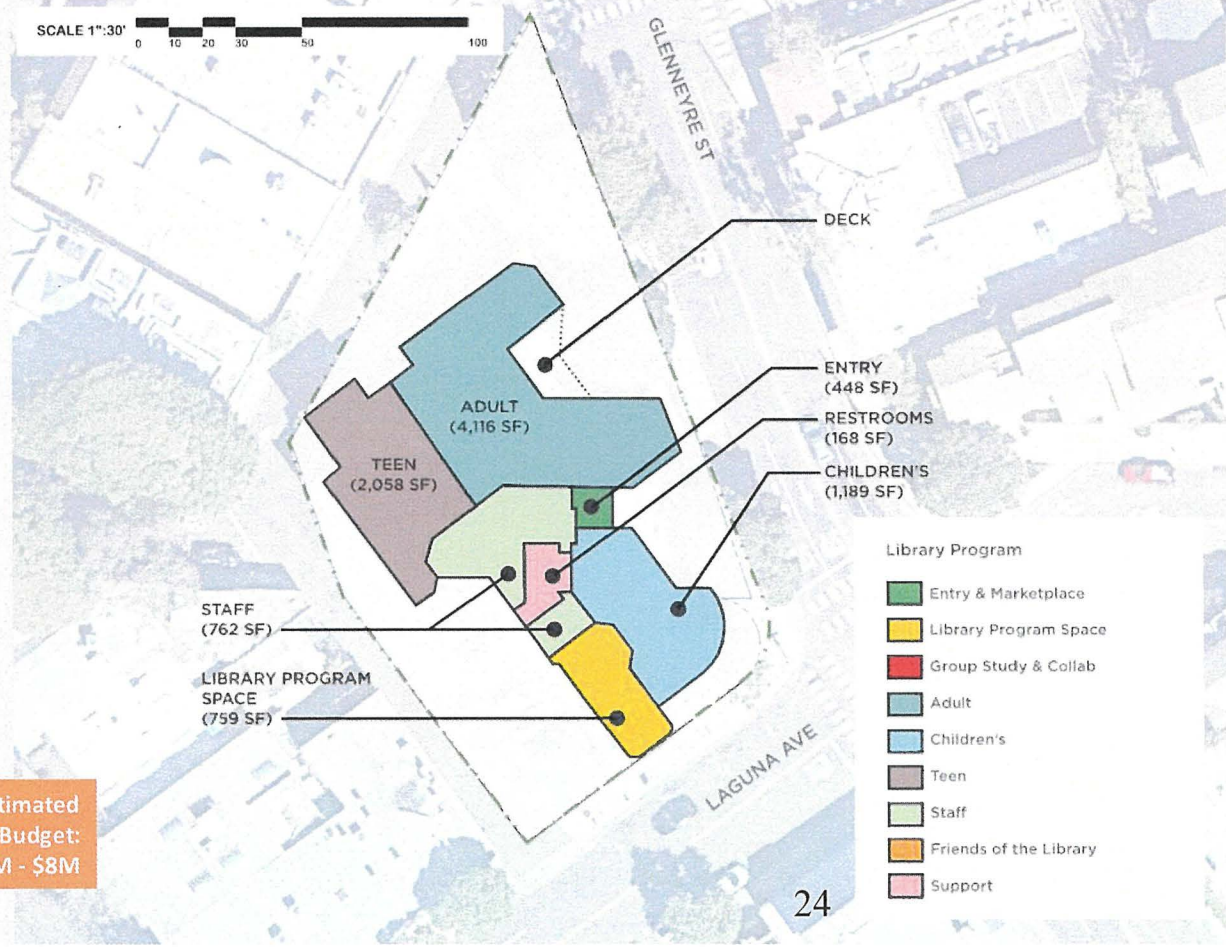 SCALE 1":30'
0 10 20 30 50 100
GLENNEYRE ST
DECK
ENTRY
(448 SF)
RESTROOMS
(168 SF)
CHILDREN'S
(1,189 SF)
ADULT
(4,116 SF)
TEEN
(2,058 SF)
STAFF
(762 SF)
LIBRARY PROGRAM
SPACE
(759 SF)
LAGUNA AVE
Library Program
Entry & Marketplace
Library Program Space
Group Study & Collab
Adult
Children's
Teen
Staff
Friends of the Library
Support
timated
Budget:
M - $8M
24